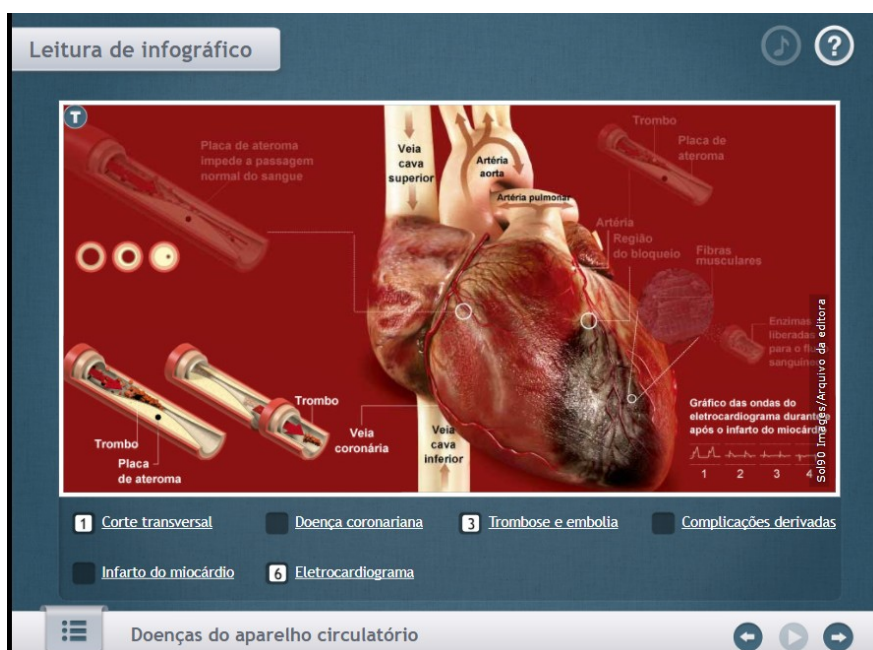 Leitura de infográfico
?
T
Placa de ateroma
impede a passagem
normal do sangue
Veia
cava
superior
Artéria
aorta
Artéria pulmonar
Trombo
Placa de
ateroma
Artéria
Região
do bloqueio
Fibras
musculares
Enzimas
liberadas
para o
sanguíneo
Trombo
Placa
de ateroma
Trombo
Veia
coronária
Veia
cava
inferior
Gráfico das ondas do
eletrocardiograma durante
após o infarto do miocárdio
1 2 3 4
Sol90 Images/Arquivo da editora
1 Corte transversal
Doença coronariana
3 Trombose e embolia
Complicações derivadas
Infarto do miocárdio
6 Eletrocardiograma
Doenças do aparelho circulatório